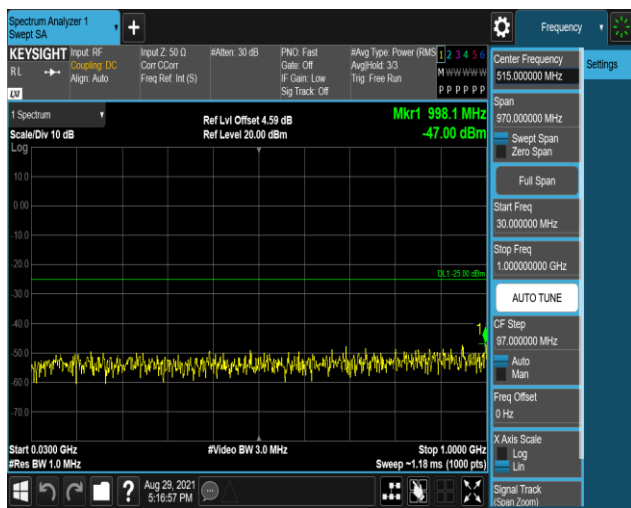 Spectrum Analyzer 1
Swept SA
+
Frequency
KEYSIGHT
RL
LXI
Input: RF
Coupling: DC
Align: Auto
Input Z: 50 Ω
Corr CCorr
Freq Ref: Int (S)
#Atten: 30 dB
PNO: Fast
Gate: Off
IF Gain: Low
Sig Track: Off
#Avg Type: Power (RMS
Avg|Hold: 3/3
Trig: Free Run
1 2 3 4 5 6
M W W W W W
P P P P P P
1 Spectrum
Scale/Div 10 dB
Log
Ref Lvl Offset 4.59 dB
Ref Level 20.00 dBm
Mkr1 998.1 MHz
-47.00 dBm
10.0
0.00
-10.0
-20.0
-30.0
-40.0
-50.0
-60.0
-70.0
DL1 -25.00 dBm
1
Start 0.0300 GHz
#Res BW 1.0 MHz
#Video BW 3.0 MHz
Stop 1.0000 GHz
Sweep ~1.18 ms (1000 pts)
?
Aug 29, 2021
5:16:57 PM
Center Frequency
515.000000 MHz
Settings
Span
970.000000 MHz
Swept Span
Zero Span
Full Span
Start Freq
30.000000 MHz
Stop Freq
1.000000000 GHz
AUTO TUNE
CF Step
97.000000 MHz
Auto
Man
Freq Offset
0 Hz
X Axis Scale
Log
Lin
Signal Track
(Span Zoom)